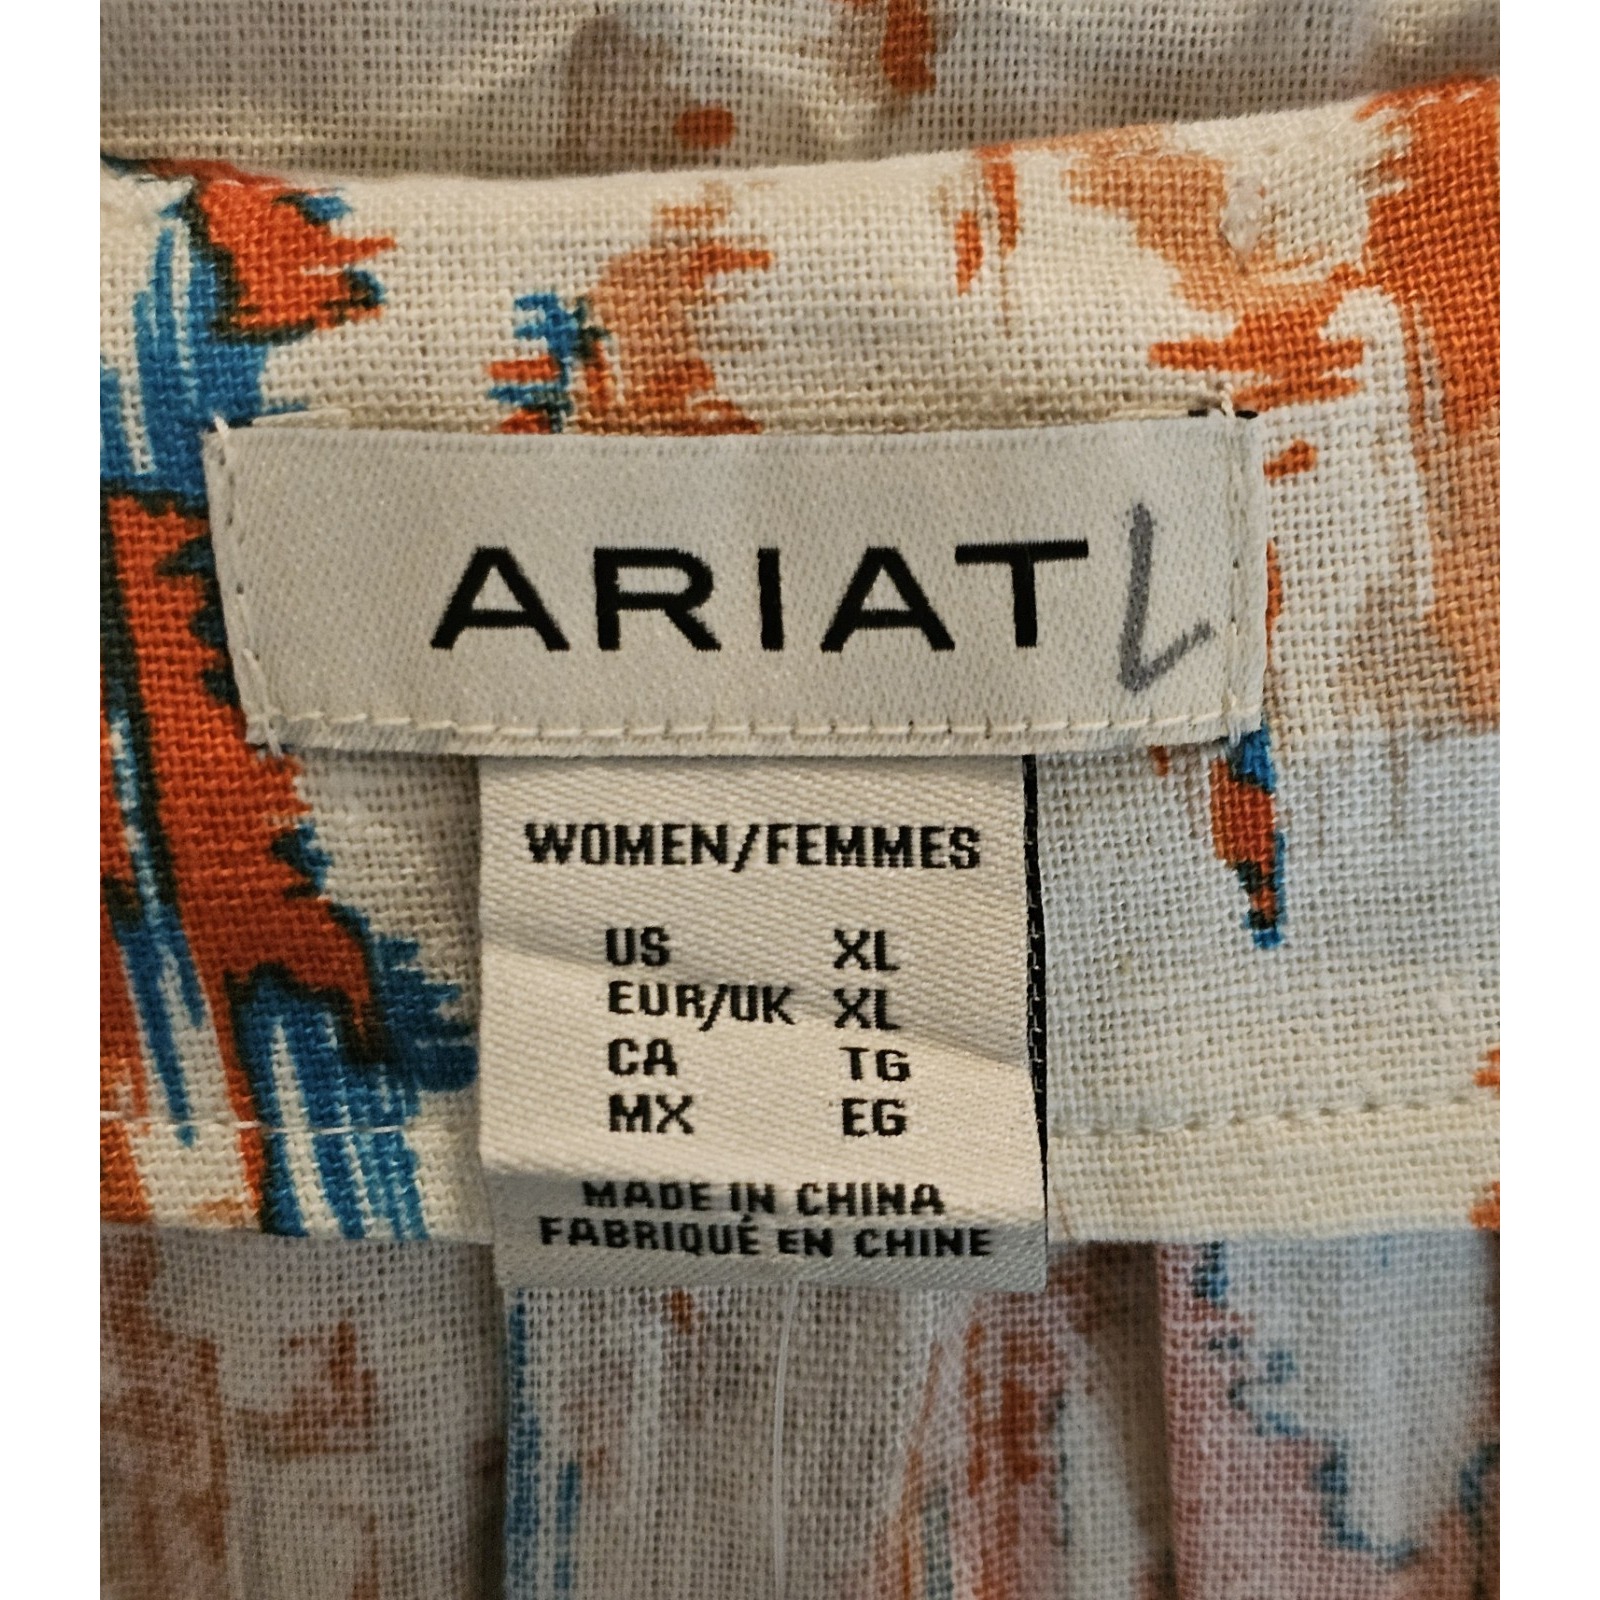 ARIAT L
WOMEN/FEMMES
US XL
EUR/UK XL
CA TG
MX EG
MADE IN CHINA
FABRIQUÉ EN CHINE